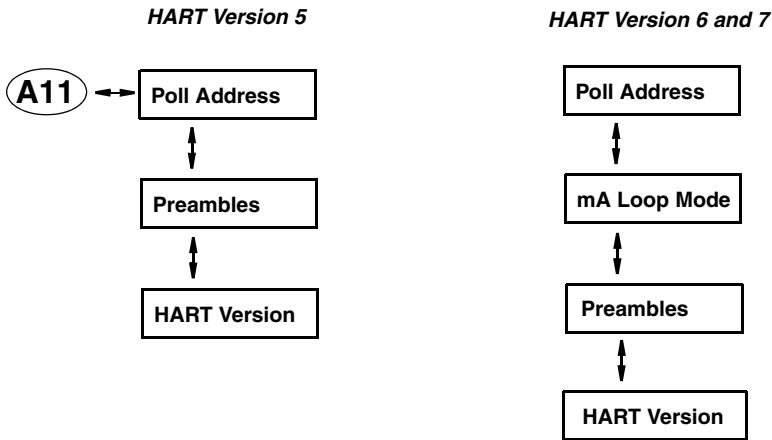 HART Version 5
A11
Poll Address
Preambles
HART Version
HART Version 6 and 7
Poll Address
mA Loop Mode
Preambles
HART Version